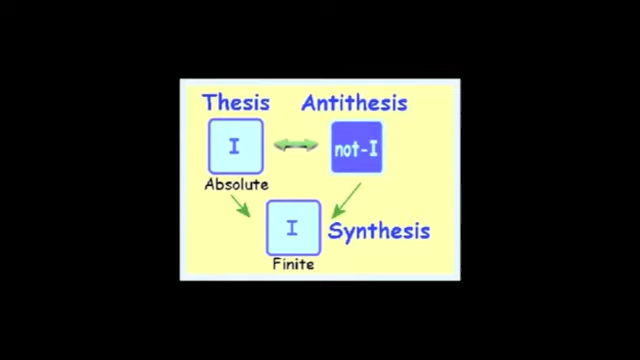 Thesis Antithesis
I not-I
Absolute
I Synthesis
Finite